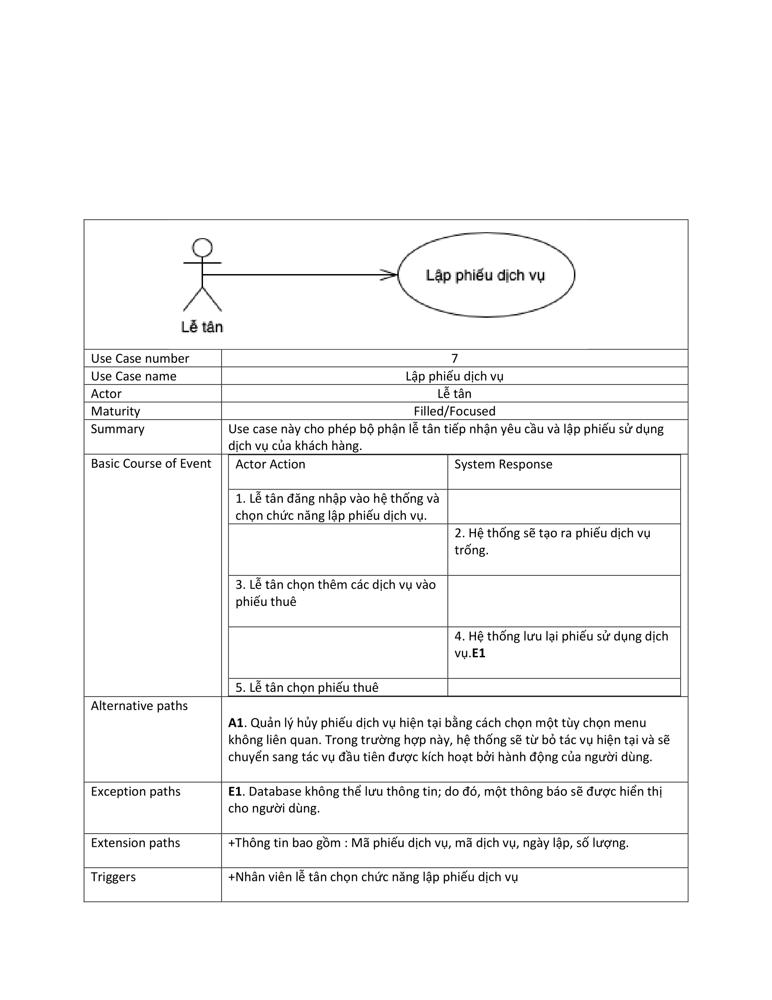 Lập phiếu dịch vụ
Lễ tân
Use Case number
7
Use Case name
Lập phiếu dịch vụ
Actor
Lễ tân
Maturity
Filled/Focused
Summary
Use case này cho phép bộ phận lễ tân tiếp nhận yêu cầu và lập phiếu sử dụng
dịch vụ của khách hàng.
Basic Course of Event
Actor Action
System Response
1. Lễ tân đăng nhập vào hệ thống và
chọn chức năng lập phiếu dịch vụ.
2. Hệ thống sẽ tạo ra phiếu dịch vụ
trống.
3. Lễ tân chọn thêm các dịch vụ vào
phiếu thuê
4. Hệ thống lưu lại phiếu sử dụng dịch
vụ.E1
5. Lễ tân chọn phiếu thuê
Alternative paths
A1. Quản lý hủy phiếu dịch vụ hiện tại bằng cách chọn một tùy chọn menu
không liên quan. Trong trường hợp này, hệ thống sẽ từ bỏ tác vụ hiện tại và sẽ
chuyển sang tác vụ đầu tiên được kích hoạt bởi hành động của người dùng.
Exception paths
E1. Database không thể lưu thông tin; do đó, một thông báo sẽ được hiển thị
cho người dùng.
Extension paths
+Thông tin bao gồm : Mã phiếu dịch vụ, mã dịch vụ, ngày lập, số lượng.
Triggers
+Nhân viên lễ tân chọn chức năng lập phiếu dịch vụ